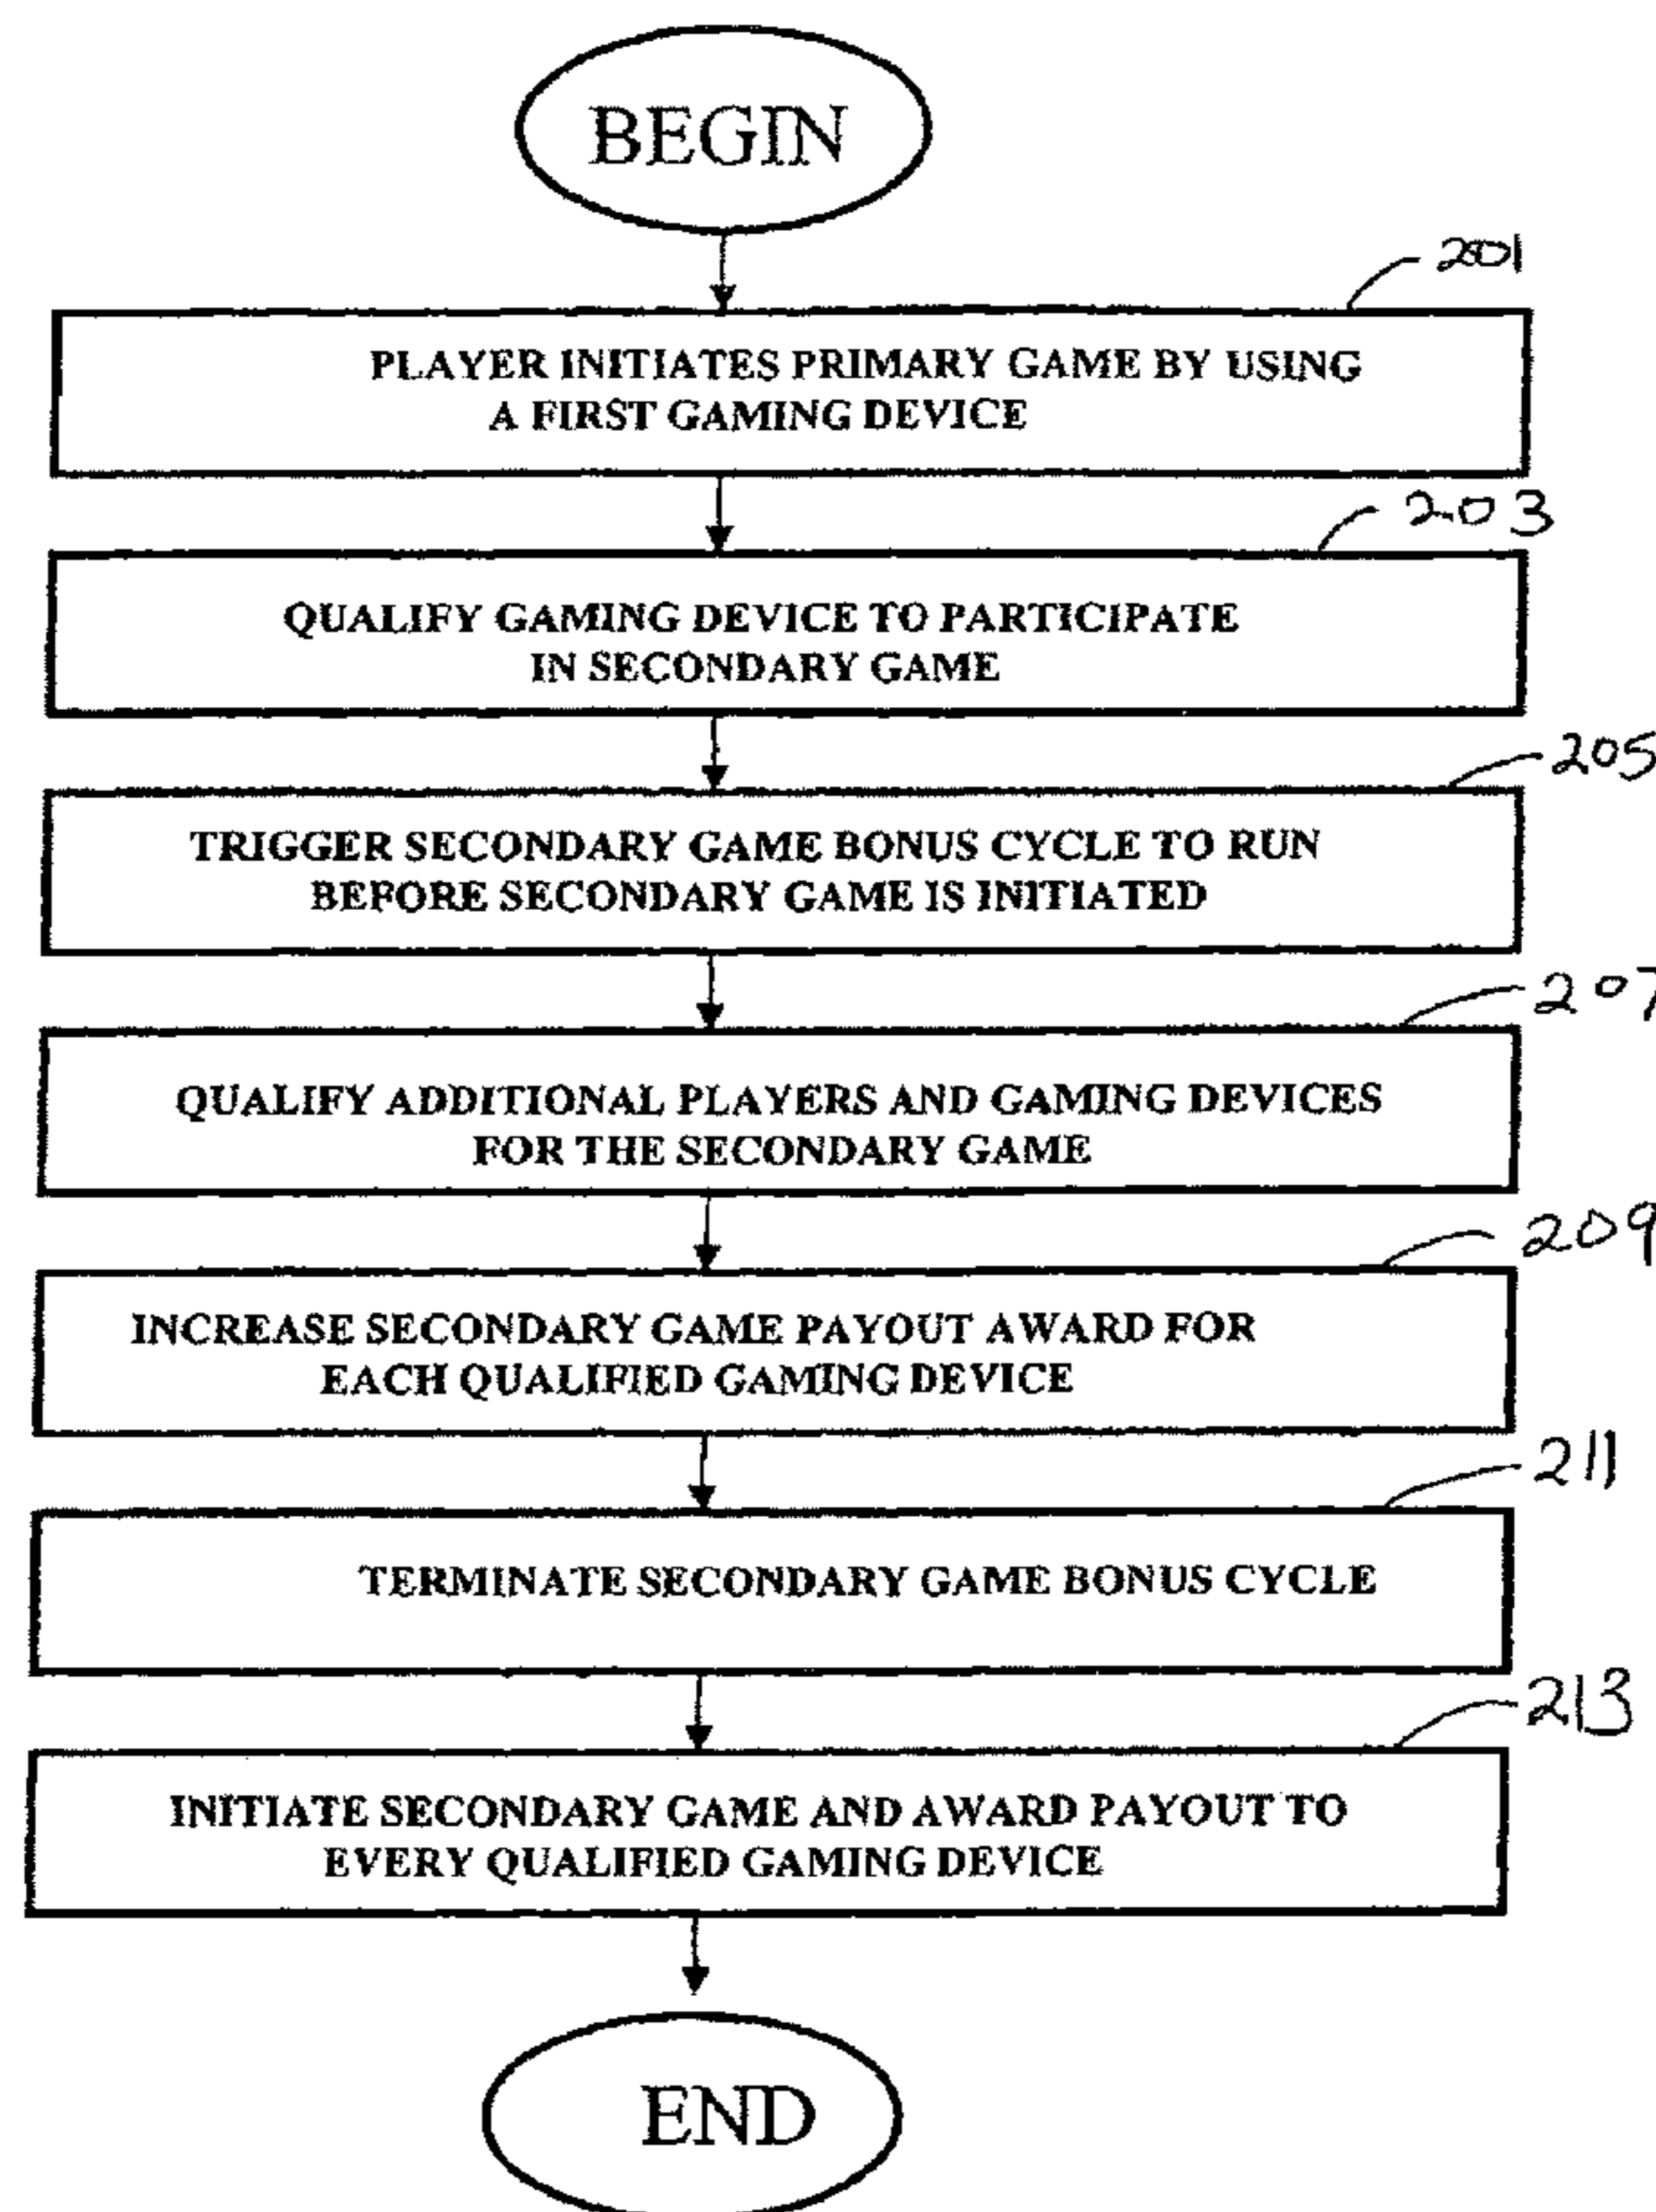 BEGIN
201
PLAYER INITIATES PRIMARY GAME BY USING
A FIRST GAMING DEVICE
203
QUALIFY GAMING DEVICE TO PARTICIPATE
IN SECONDARY GAME
205
TRIGGER SECONDARY GAME BONUS CYCLE TO RUN
BEFORE SECONDARY GAME IS INITIATED
207
QUALIFY ADDITIONAL PLAYERS AND GAMING DEVICES
FOR THE SECONDARY GAME
209
INCREASE SECONDARY GAME PAYOUT AWARD FOR
EACH QUALIFIED GAMING DEVICE
211
TERMINATE SECONDARY GAME BONUS CYCLE
213
INITIATE SECONDARY GAME AND AWARD PAYOUT TO
EVERY QUALIFIED GAMING DEVICE
END